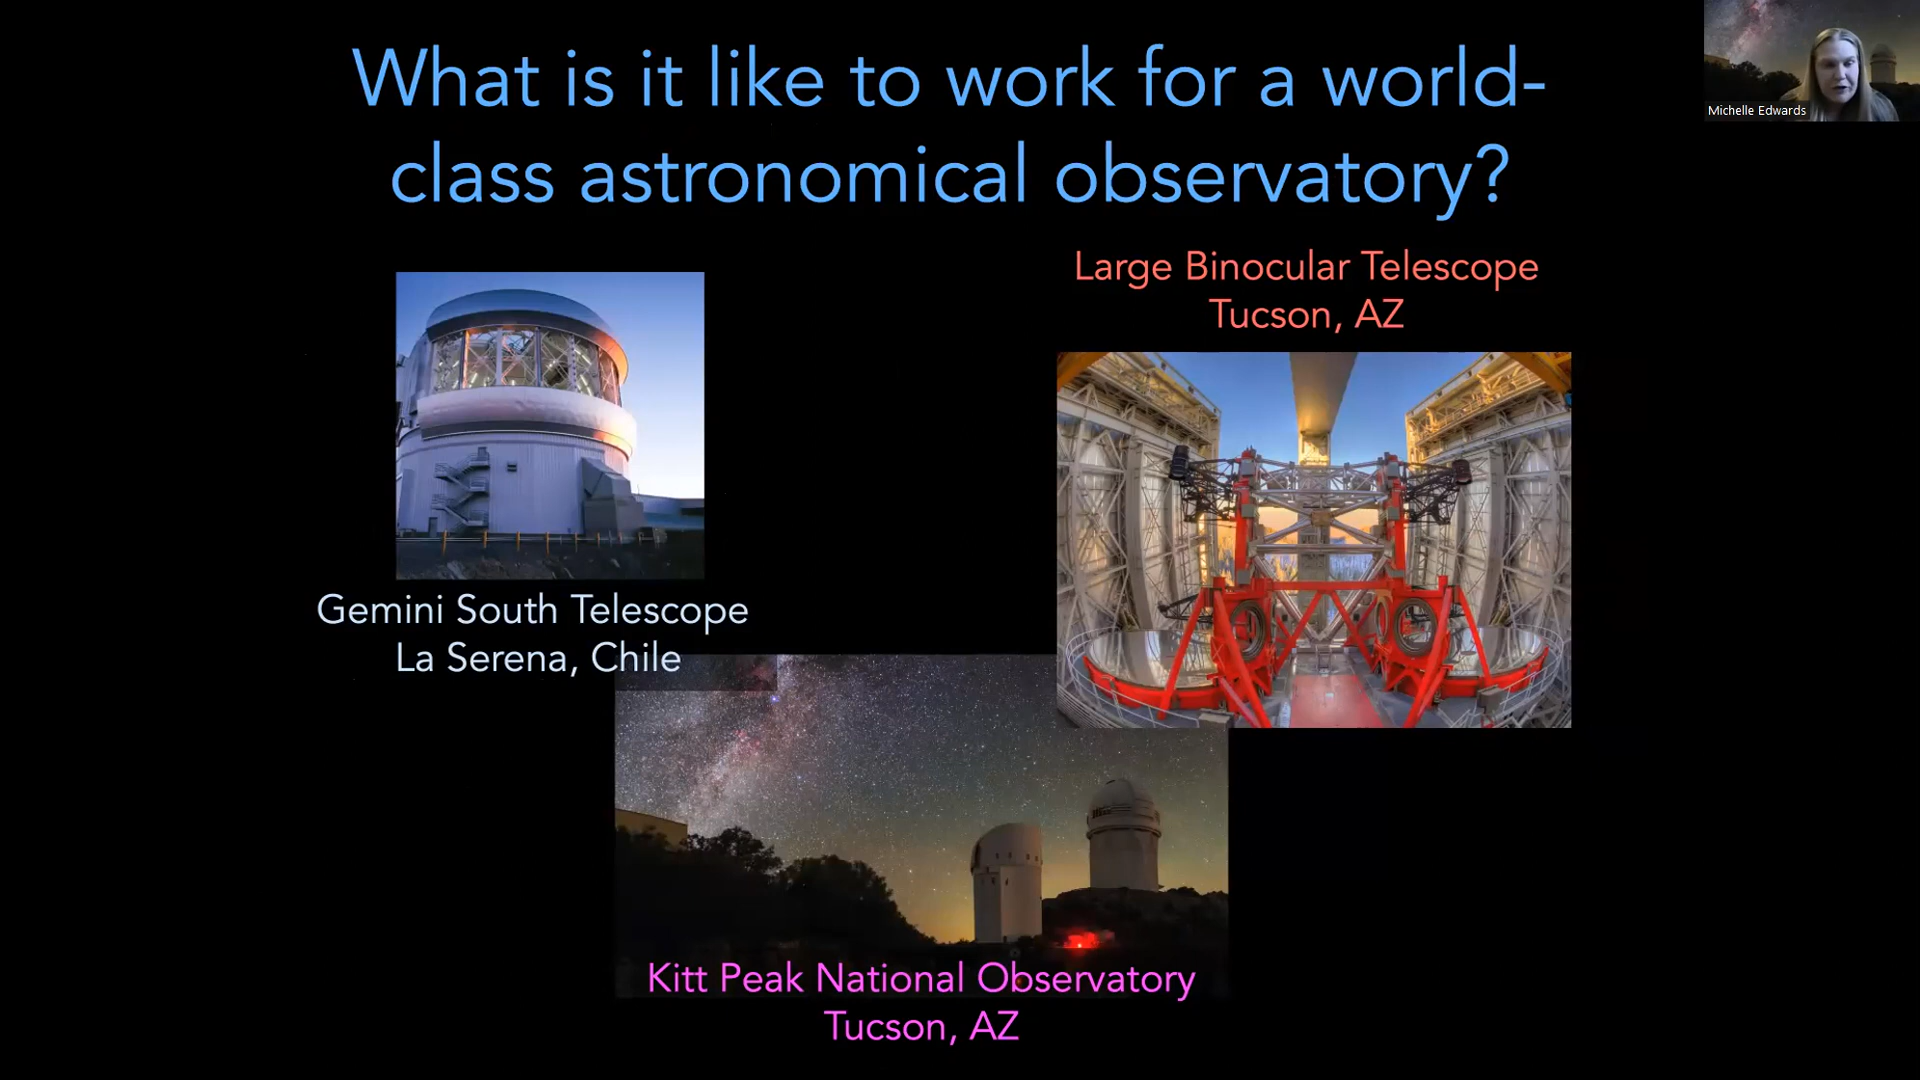 What is it like to work for a world-
class astronomical observatory?
Michelle Edwards
Large Binocular Telescope
Tucson, AZ
Gemini South Telescope
La Serena, Chile
Kitt Peak National Observatory
Tucson, AZ